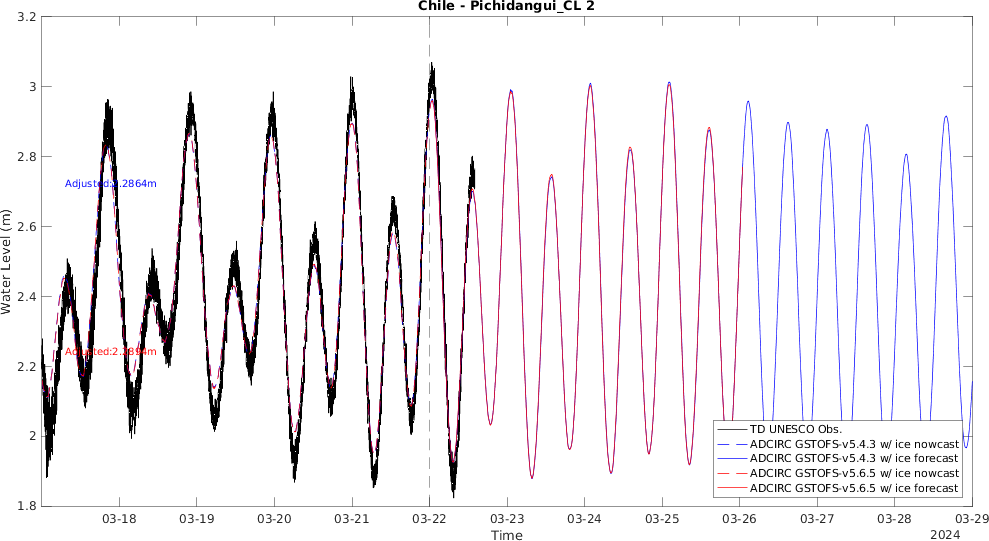 Chile - Pichidangui_CL 2
Water Level (m)
3.2
3
2.8
2.6
2.4
2.2
2
1.8
Adjusted:2.2864m
TD UNESCO Obs.
ADCIRC GSTOFS-v5.4.3 w/ ice nowcast
ADCIRC GSTOFS-v5.4.3 w/ ice forecast
ADCIRC GSTOFS-v5.6.5 w/ ice nowcast
ADCIRC GSTOFS-v5.6.5 w/ ice forecast
03-18 03-19 03-20 03-21 03-22 03-23 03-24 03-25 03-26 03-27 03-28 03-29
Time
2024